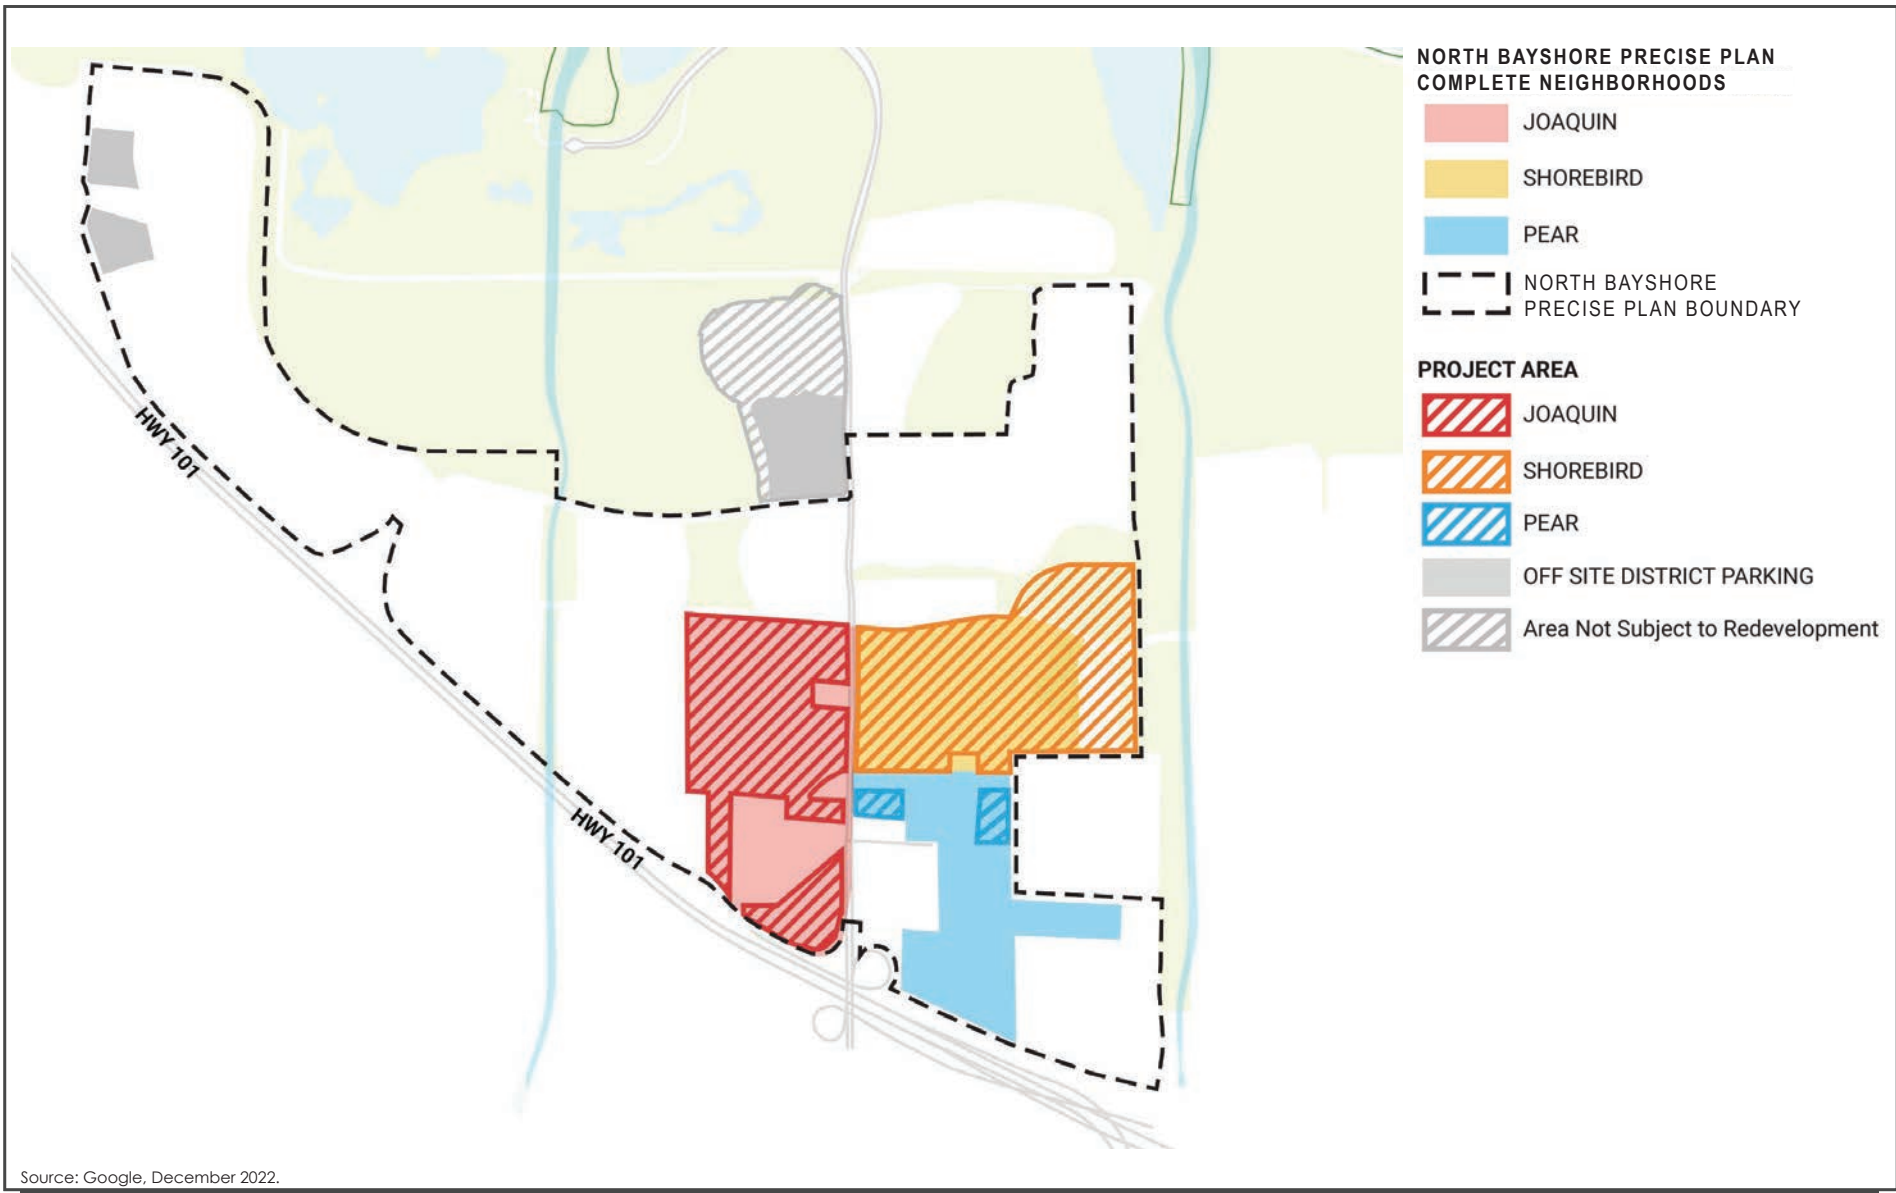 NORTH BAYSHORE PRECISE PLAN
COMPLETE NEIGHBORHOODS
JOAQUIN
SHOREBIRD
PEAR
NORTH BAYSHORE
PRECISE PLAN BOUNDARY
PROJECT AREA
JOAQUIN
SHOREBIRD
PEAR
OFF SITE DISTRICT PARKING
Area Not Subject to Redevelopment
HWY 101
HWY 101
Source: Google, December 2022.